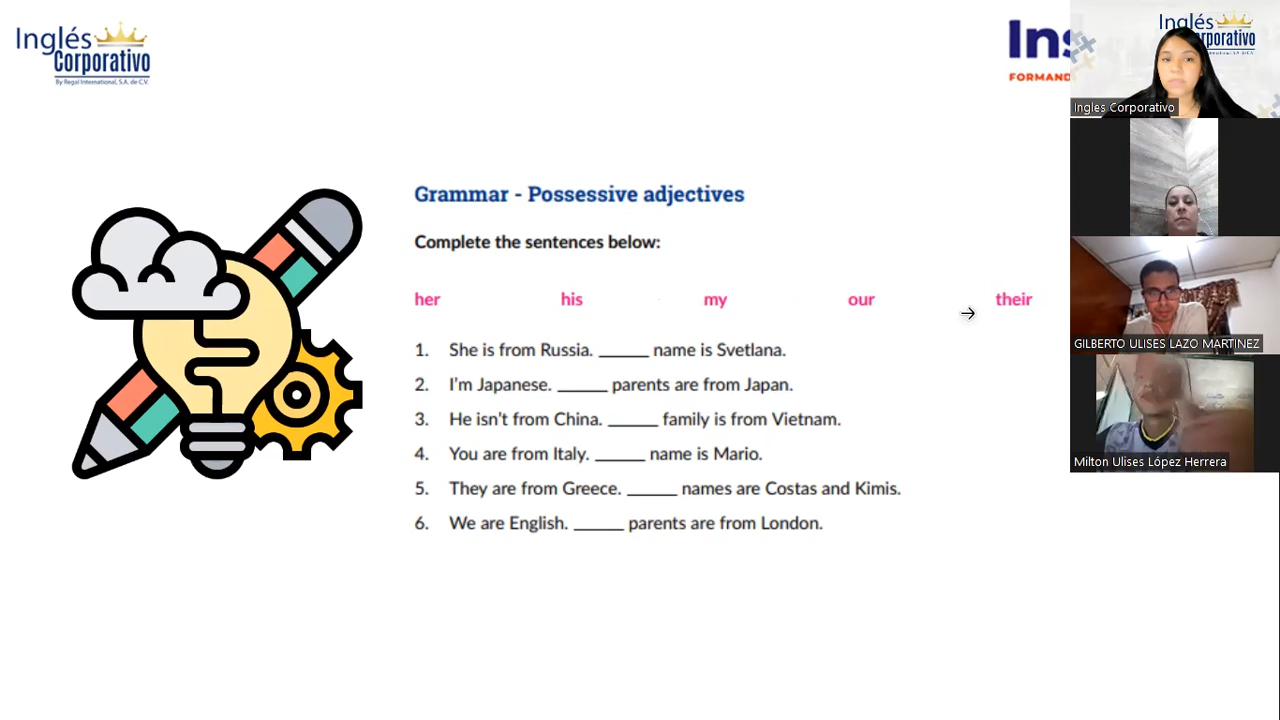 Inglés
Corporativo
By Regal International, S.A. de C.V.
Ins
FORMAND
Inglés
rporativo
Ingles Corporativo
Grammar - Possessive adjectives
Complete the sentences below:
her his my our their
1. She is from Russia. ______ name is Svetlana.
2. I'm Japanese. ______ parents are from Japan.
3. He isn't from China. ______ family is from Vietnam.
4. You are from Italy. ______ name is Mario.
5. They are from Greece. ______ names are Costas and Kimis.
6. We are English. ______ parents are from London.
GILBERTO ULISES LAZO MARTINEZ
Milton Ulises López Herrera